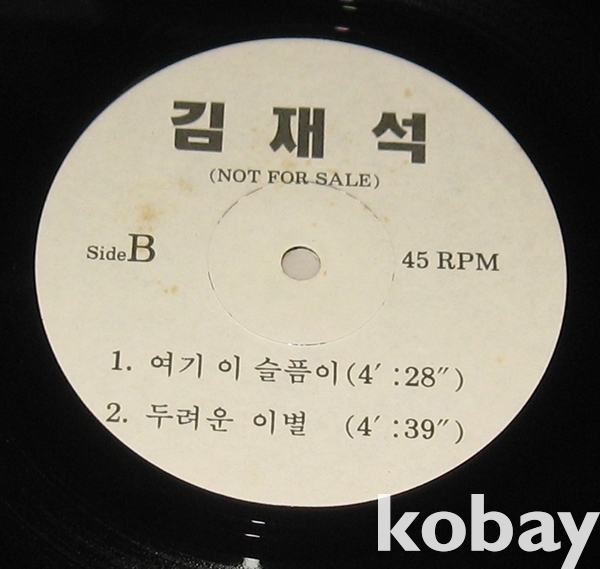 김 재 석
(NOT FOR SALE)
Side B
45 RPM
1. 여기 이 슬픔이 (4′ :28″)
2. 두려운 이별 (4′ :39″)
kobay